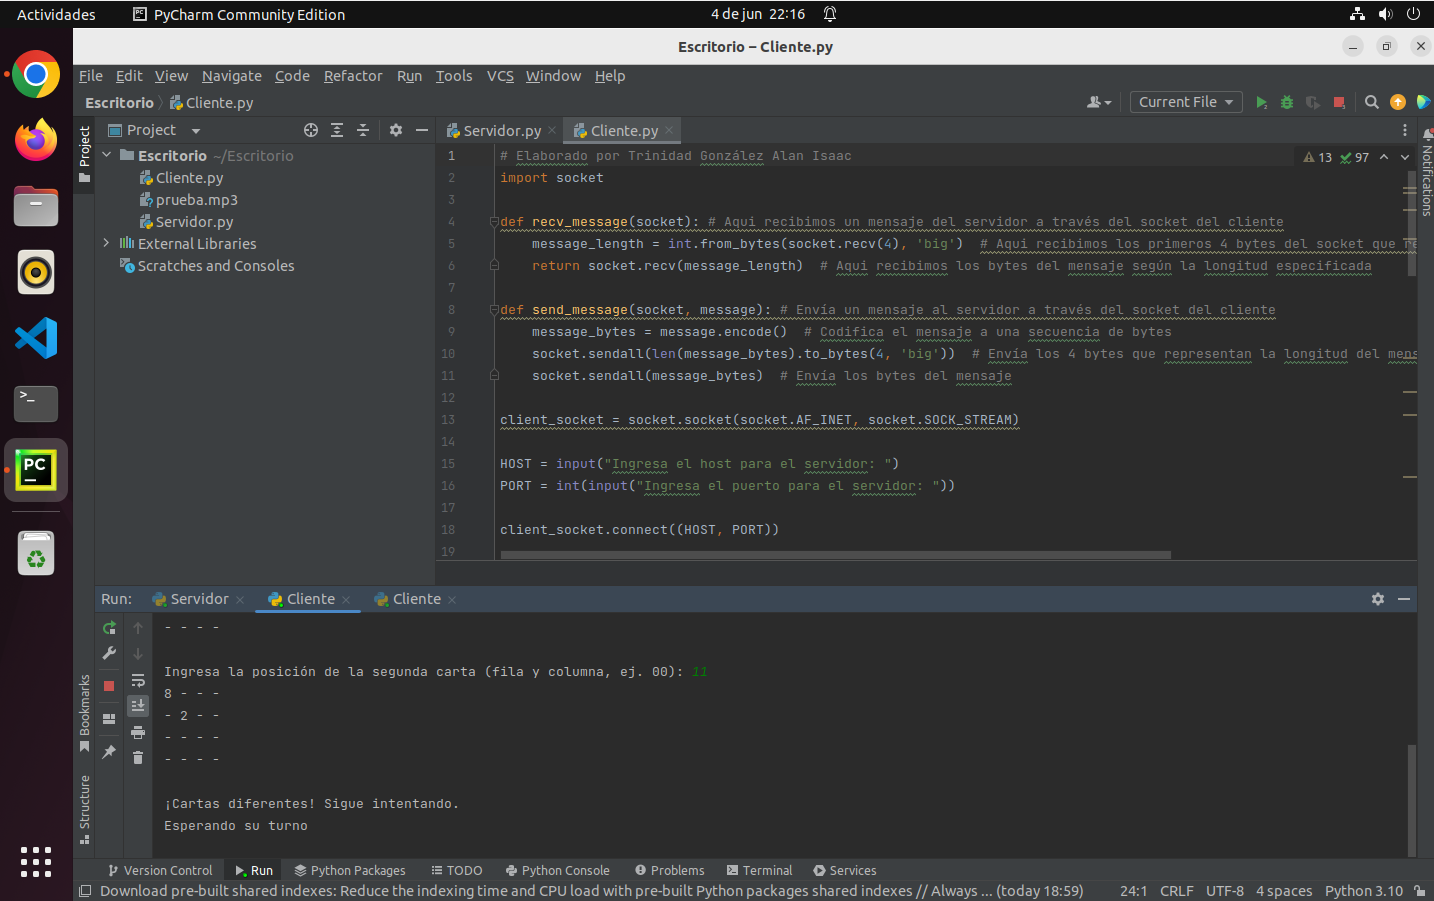 Actividades PyCharm Community Edition 4 de jun 22:16
Escritorio – Cliente.py
File Edit View Navigate Code Refactor Run Tools VCS Window Help
Escritorio Cliente.py Current File
Project Project Servidor.py Cliente.py
Escritorio ~/Escritorio
Cliente.py
prueba.mp3
Servidor.py
External Libraries
Scratches and Consoles
13 97
Notifications
1 # Elaborado por Trinidad González Alan Isaac
2 import socket
3
4 def recv_message(socket): # Aqui recibimos un mensaje del servidor a través del socket del cliente
5 message_length = int.from_bytes(socket.recv(4), 'big') # Aqui recibimos los primeros 4 bytes del socket que re
6 return socket.recv(message_length) # Aqui recibimos los bytes del mensaje según la longitud especificada
7
8 def send_message(socket, message): # Envía un mensaje al servidor a través del socket del cliente
9 message_bytes = message.encode() # Codifica el mensaje a una secuencia de bytes
10 socket.sendall(len(message_bytes).to_bytes(4, 'big')) # Envía los 4 bytes que representan la longitud del mens
11 socket.sendall(message_bytes) # Envía los bytes del mensaje
12
13 client_socket = socket.socket(socket.AF_INET, socket.SOCK_STREAM)
14
15 HOST = input("Ingresa el host para el servidor: ")
16 PORT = int(input("Ingresa el puerto para el servidor: "))
17
18 client_socket.connect((HOST, PORT))
19
Run: Servidor Cliente Cliente
- - - -
Ingresa la posición de la segunda carta (fila y columna, ej. 00): 11
8 - - -
- 2 - -
- - - -
- - - -
¡Cartas diferentes! Sigue intentando.
Esperando su turno
Bookmarks
Structure
Version Control Run Python Packages TODO Python Console Problems Terminal Services
Download pre-built shared indexes: Reduce the indexing time and CPU load with pre-built Python packages shared indexes // Always ... (today 18:59) 24:1 CRLF UTF-8 4 spaces Python 3.10